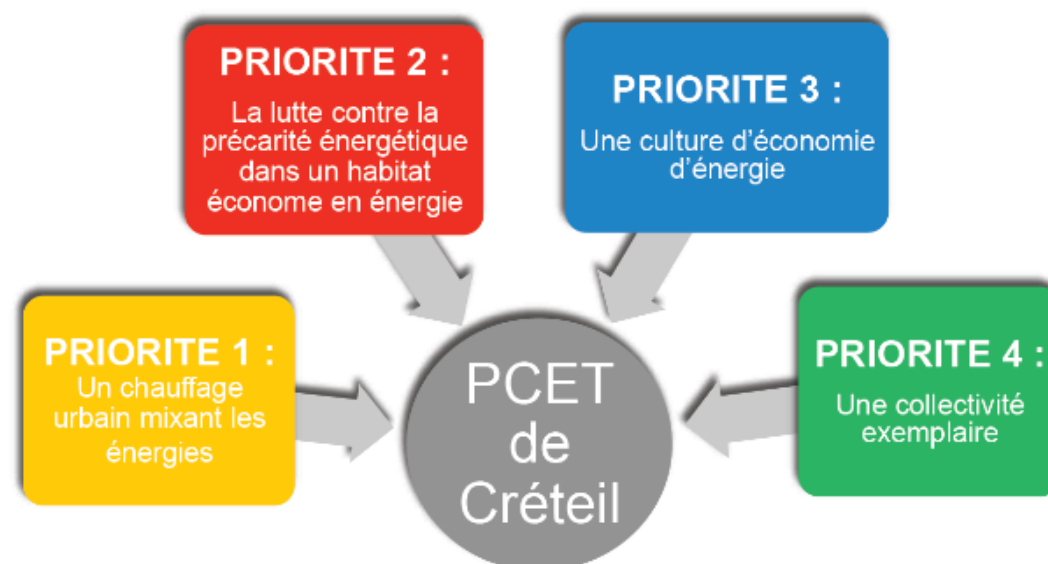 PRIORITE 1 :
Un chauffage
urbain mixant les
énergies
PRIORITE 2 :
La lutte contre la
précarité énergétique
dans un habitat
économe en énergie
PRIORITE 3 :
Une culture d'économie
d'énergie
PRIORITE 4 :
Une collectivité
exemplaire
PCET
de
Créteil